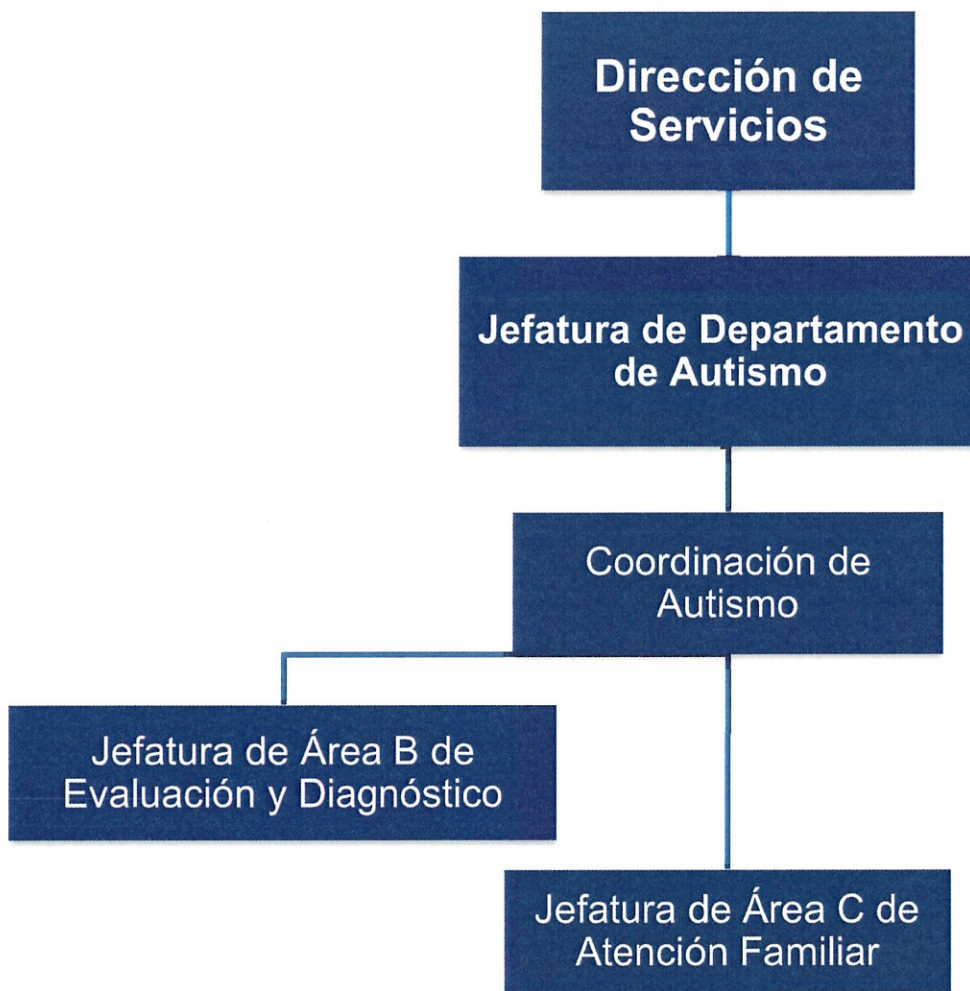 Dirección de
Servicios
Jefatura de Departamento
de Autismo
Coordinación de
Autismo
Jefatura de Área B de
Evaluación y Diagnóstico
Jefatura de Área C de
Atención Familiar